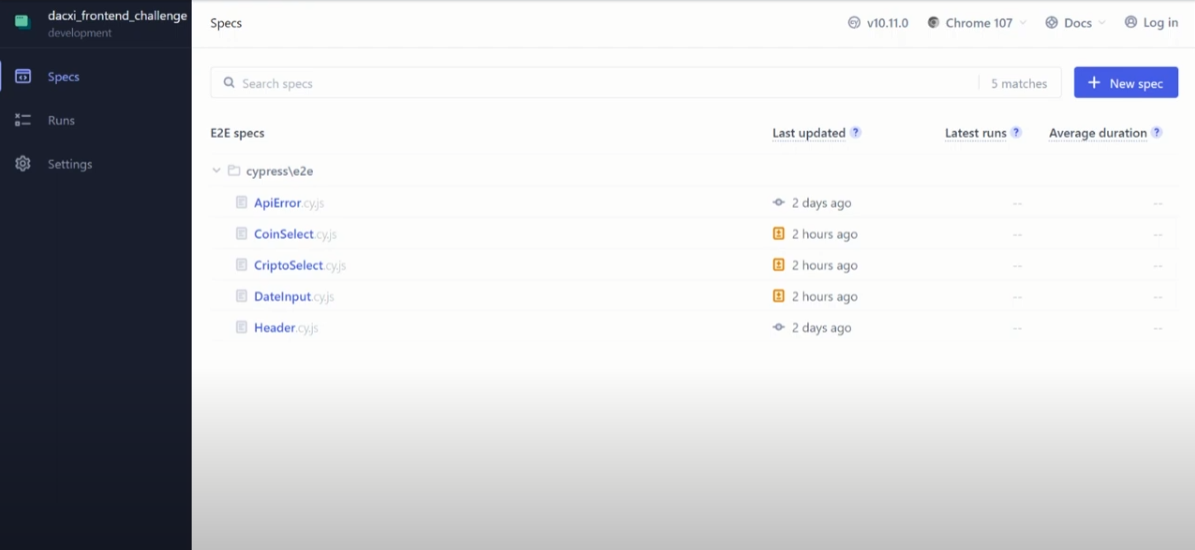 dacxi_frontend_challenge
development
Specs
Runs
Settings
Specs
v10.11.0
Chrome 107
Docs
Log in
Search specs
5 matches
+ New spec
E2E specs
Last updated ?
Latest runs ?
Average duration ?
cypress\e2e
ApiError.cy.js
2 days ago
--
--
CoinSelect.cy.js
2 hours ago
--
--
CriptoSelect.cy.js
2 hours ago
--
--
DateInput.cy.js
2 hours ago
--
--
Header.cy.js
2 days ago
--
--